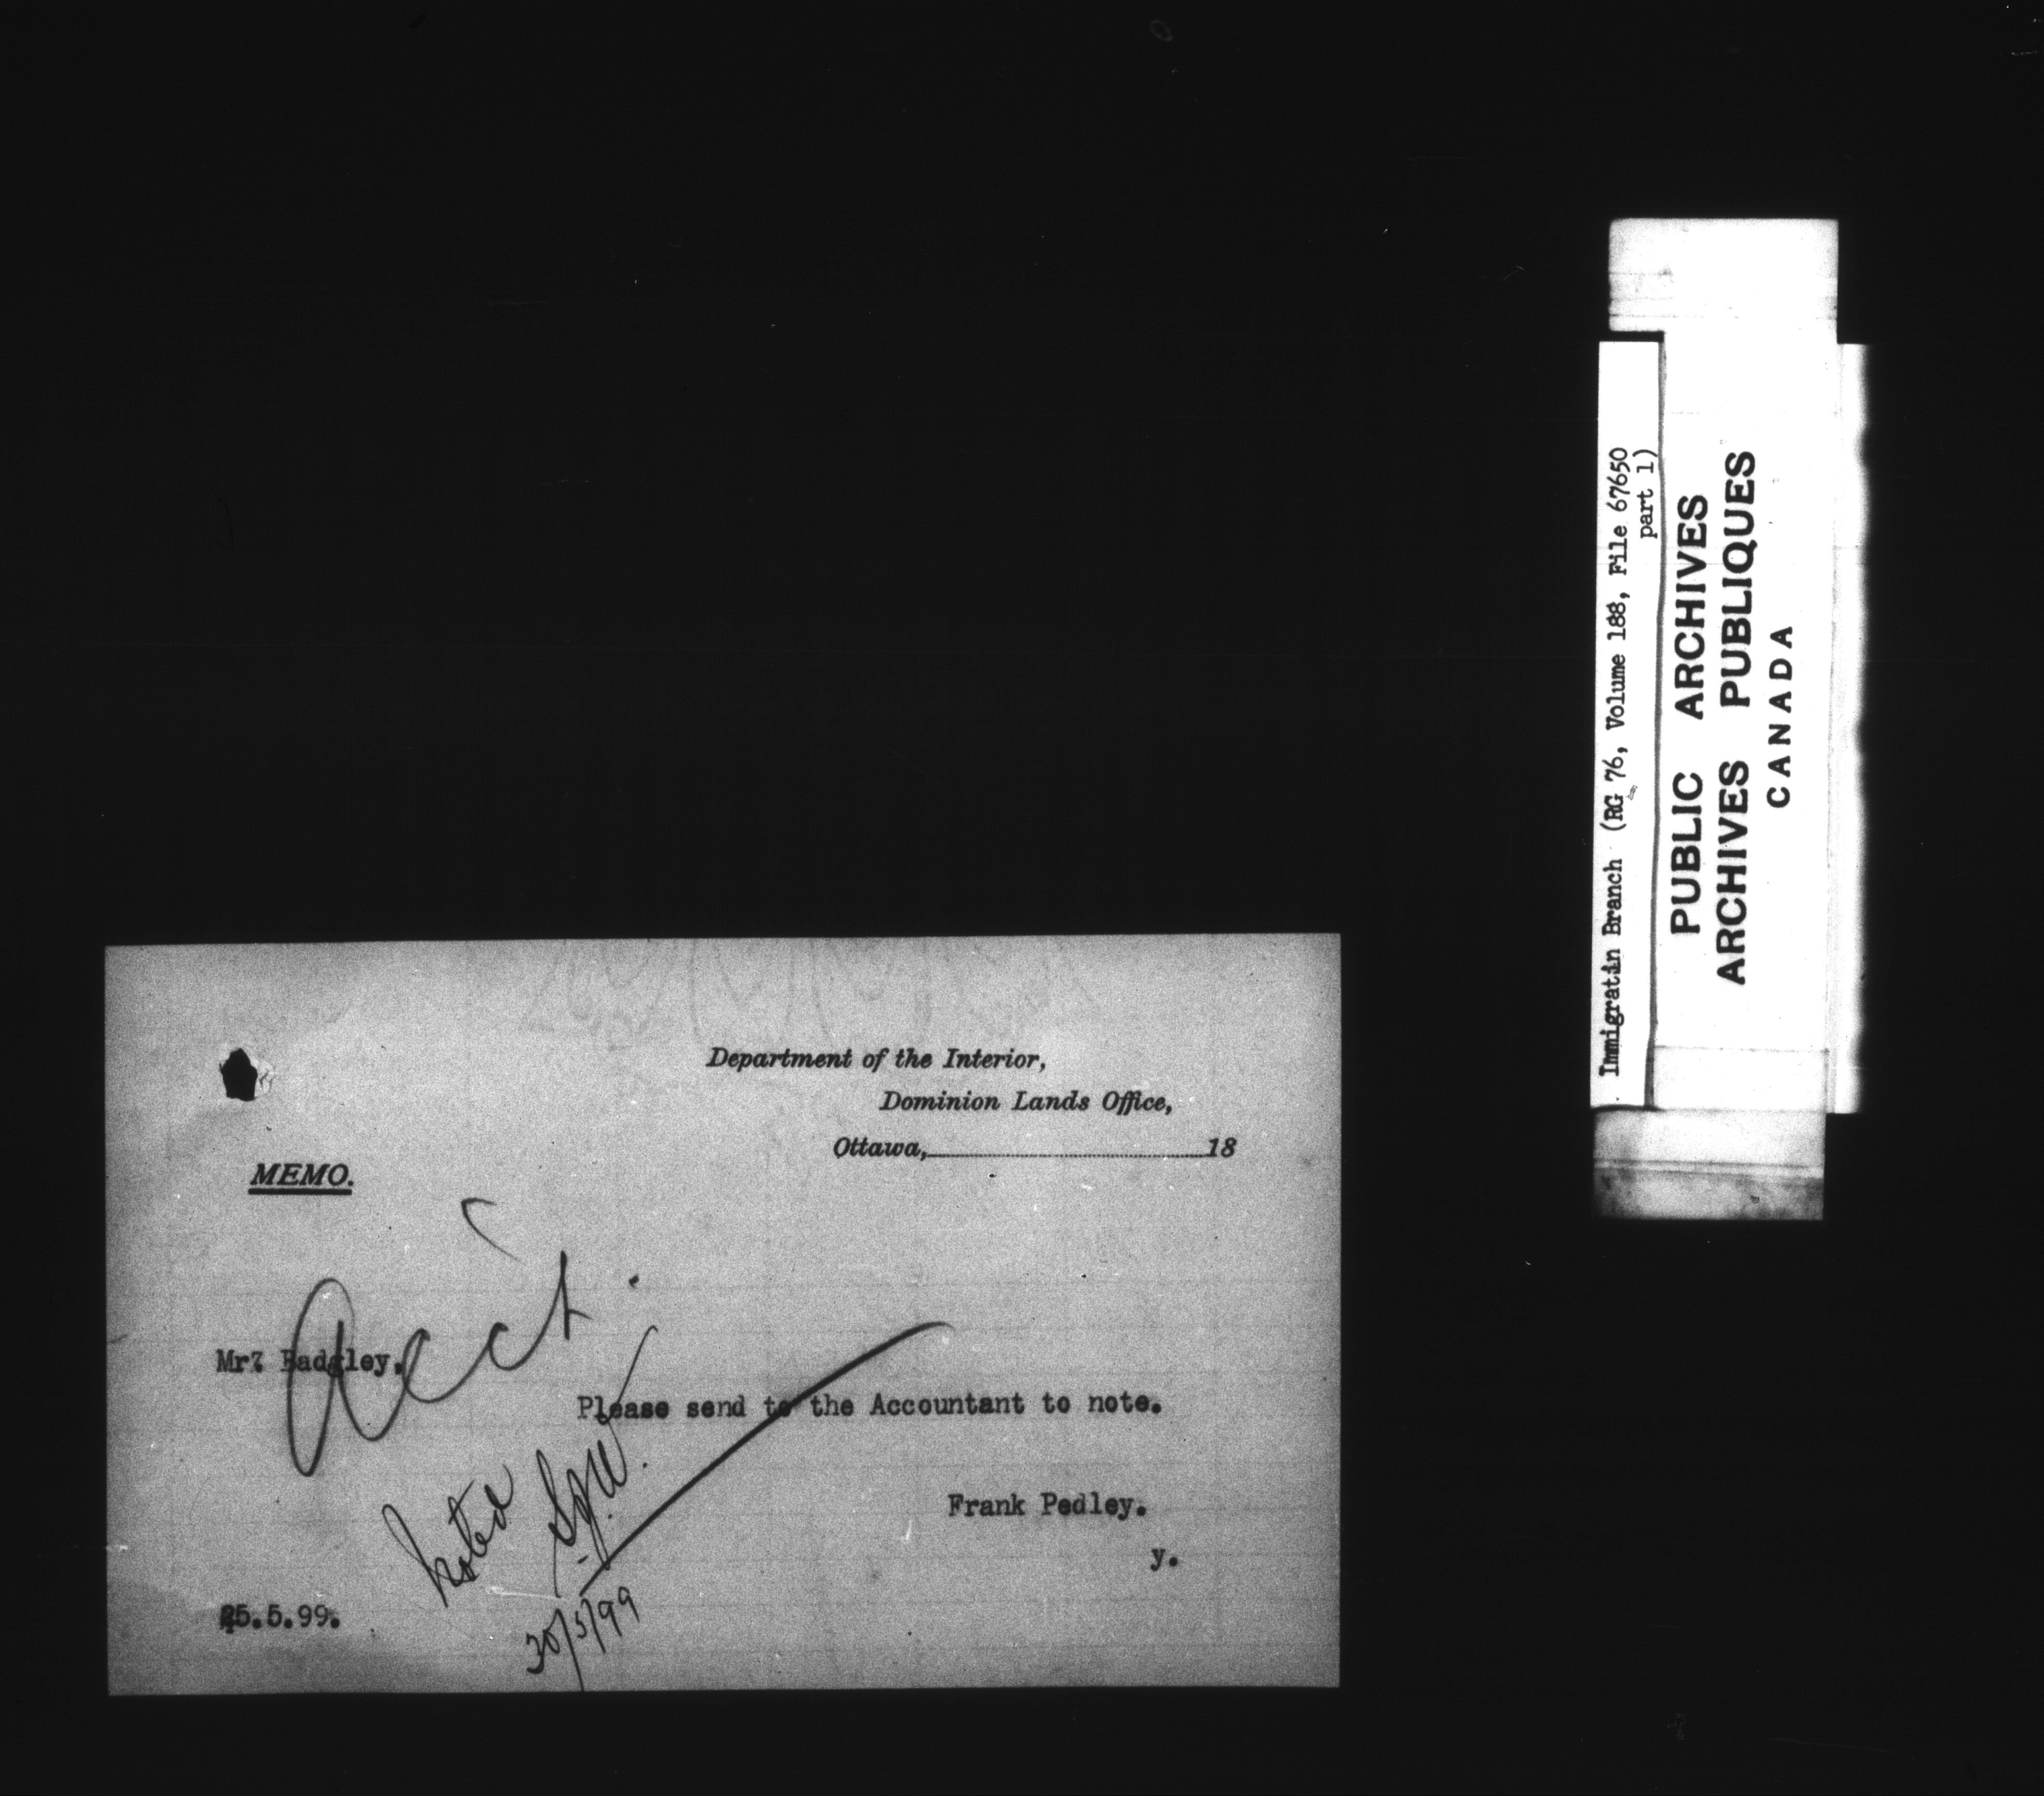 Department of the Interior,
Dominion Lands Office,
Ottawa, 18
MEMO.
Acct.
Mr. Badgley,
Please send to the Accountant to note.
Frank Pedley.
y.
Noted
30/5/99
25.5.99.
Immigratin Branch (RG 76, Volume 188, File 67650
part 1)
PUBLIC ARCHIVES
ARCHIVES PUBLIQUES
CANADA